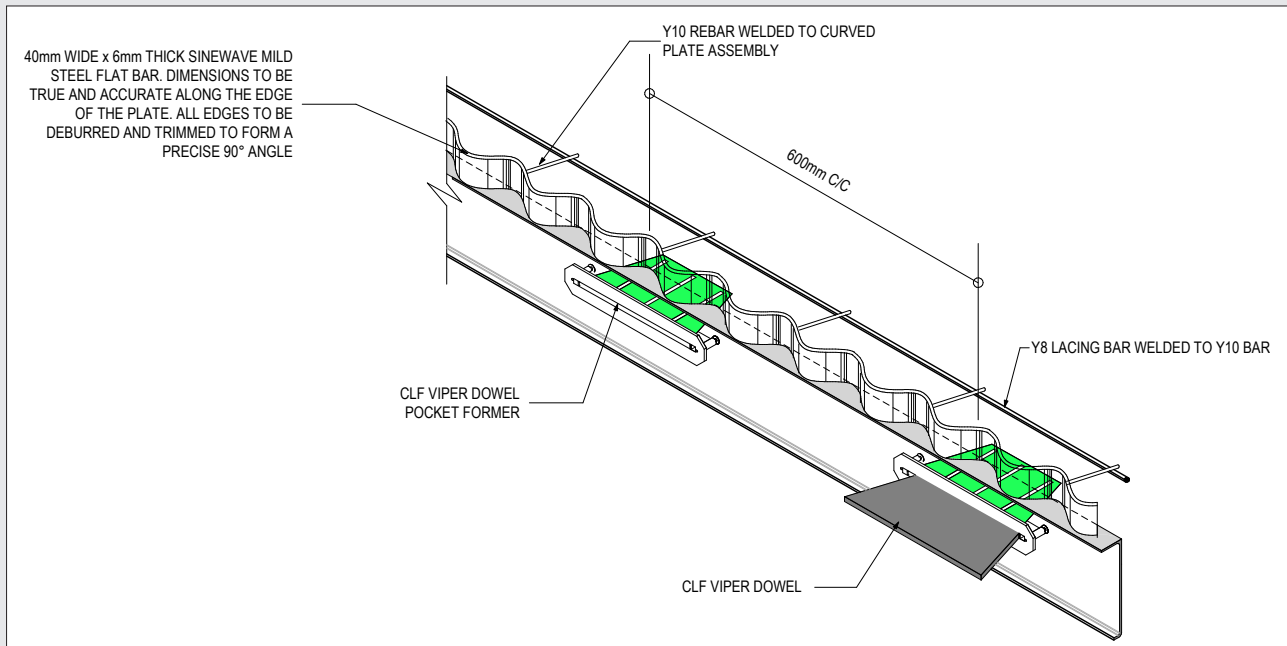 40mm WIDE x 6mm THICK SINEWAVE MILD
STEEL FLAT BAR. DIMENSIONS TO BE
TRUE AND ACCURATE ALONG THE EDGE
OF THE PLATE. ALL EDGES TO BE
DEBURRED AND TRIMMED TO FORM A
PRECISE 90° ANGLE
Y10 REBAR WELDED TO CURVED
PLATE ASSEMBLY
600mm C/C
Y8 LACING BAR WELDED TO Y10 BAR
CLF VIPER DOWEL
POCKET FORMER
CLF VIPER DOWEL